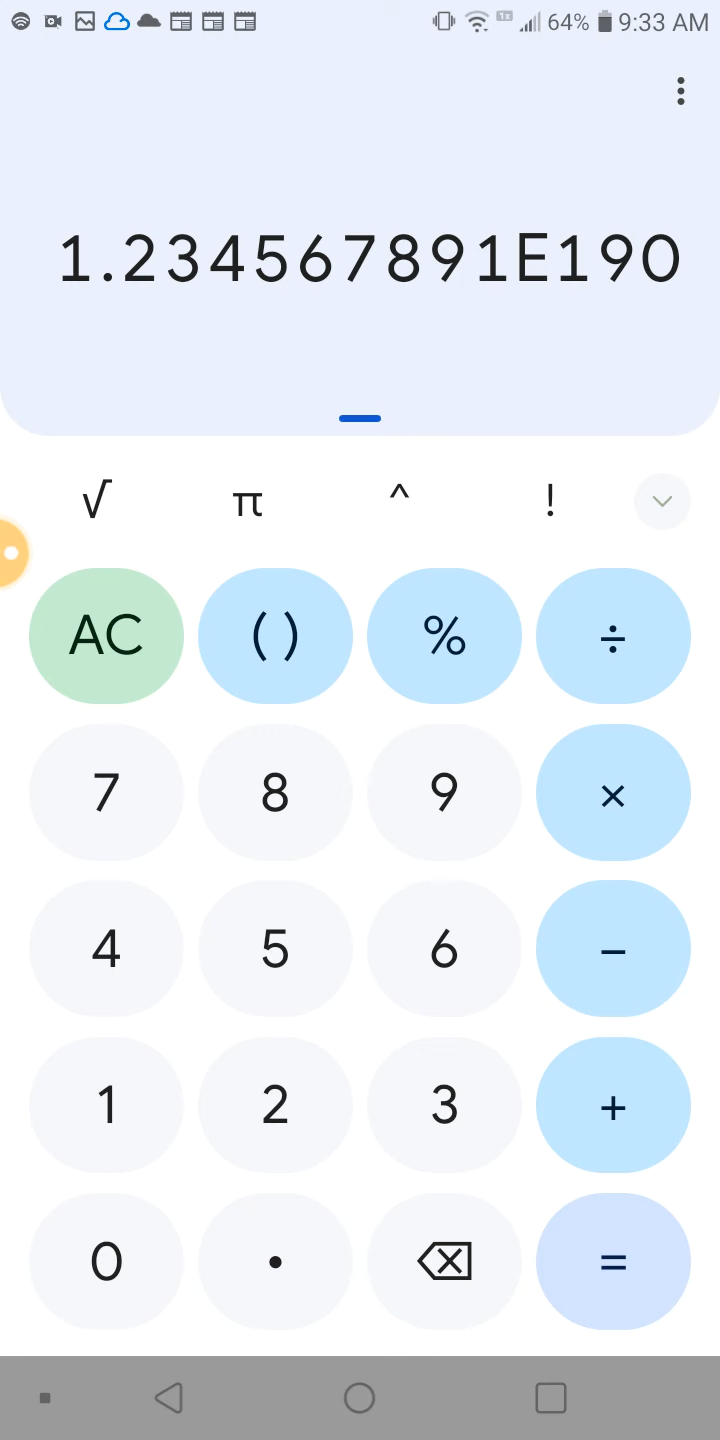 64% 9:33 AM
1.234567891E190
√ π ^ !
AC ( ) % ÷
7 8 9 ×
4 5 6 −
1 2 3 +
0 • =